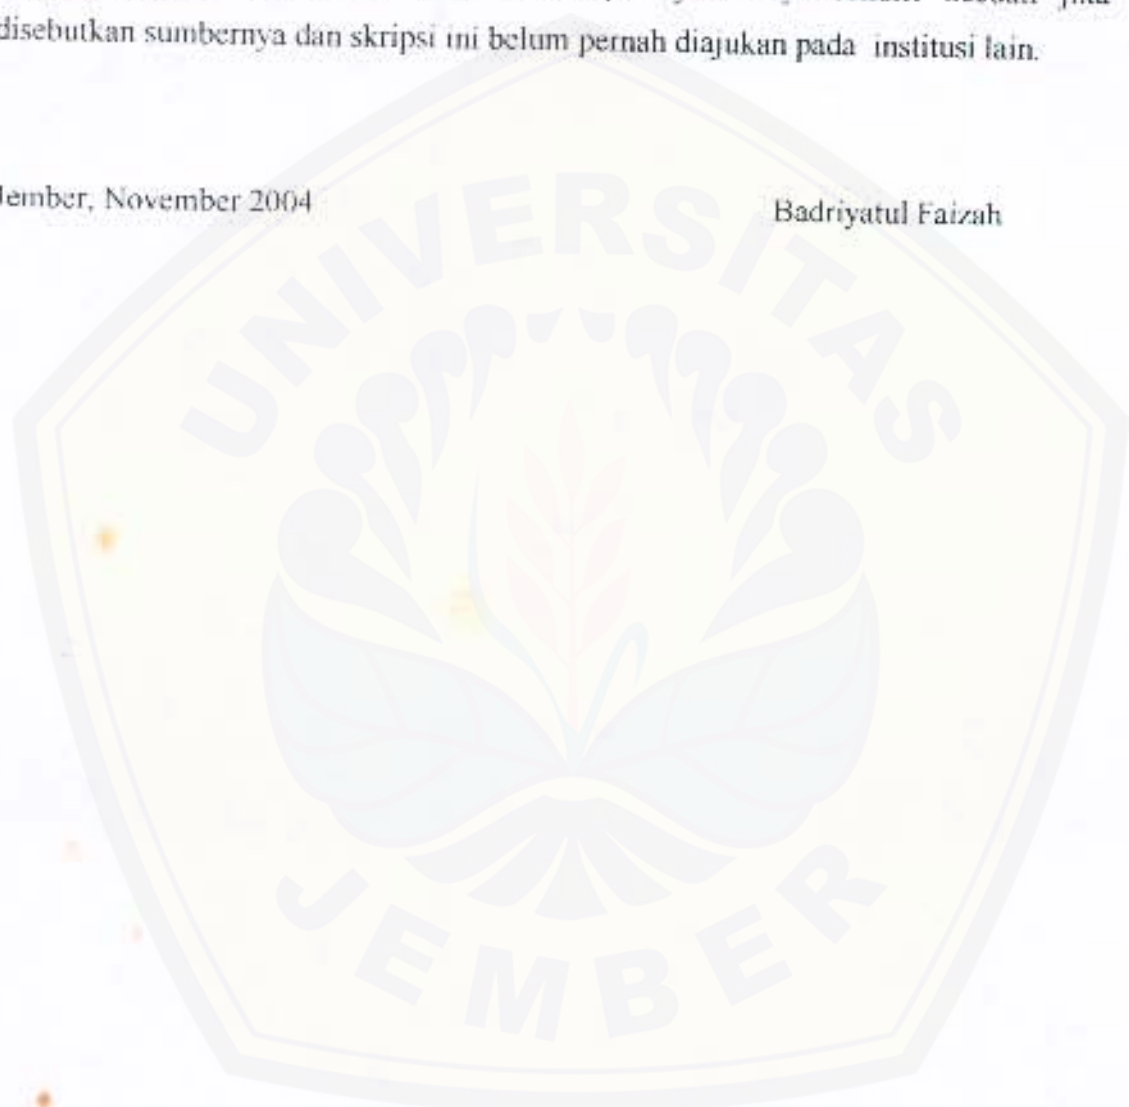 disebutkan sumbernya dan skripsi ini belum pernah diajukan pada institusi lain.
Jember, November 2004
Badriyatul Faizah
UNIVERSITAS
JEMBER